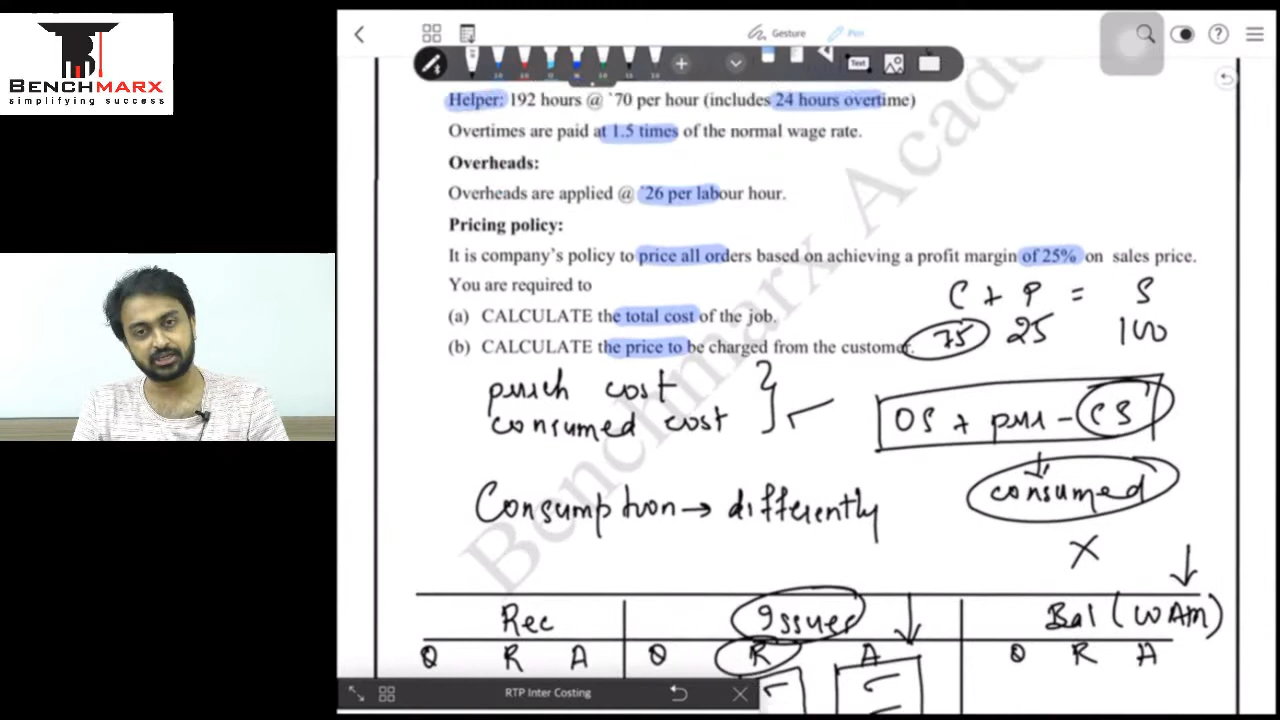 BENCHMARX
simplifying success
Gesture
Pen
Text
Helper: 192 hours @ `70 per hour (includes 24 hours overtime)
Overtimes are paid at 1.5 times of the normal wage rate.
Overheads:
Overheads are applied @ `26 per labour hour.
Pricing policy:
It is company's policy to price all orders based on achieving a profit margin of 25% on sales price.
You are required to
C + P = S
(a) CALCULATE the total cost of the job.
75 25 100
(b) CALCULATE the price to be charged from the customer.
purch cost
consumed cost
OS + pur - CS
consumed
Consumption → differently
X
Rec Issues Bal (WAM)
Q R A Q R A Q R A
RTP Inter Costing
Benchmarx Acade